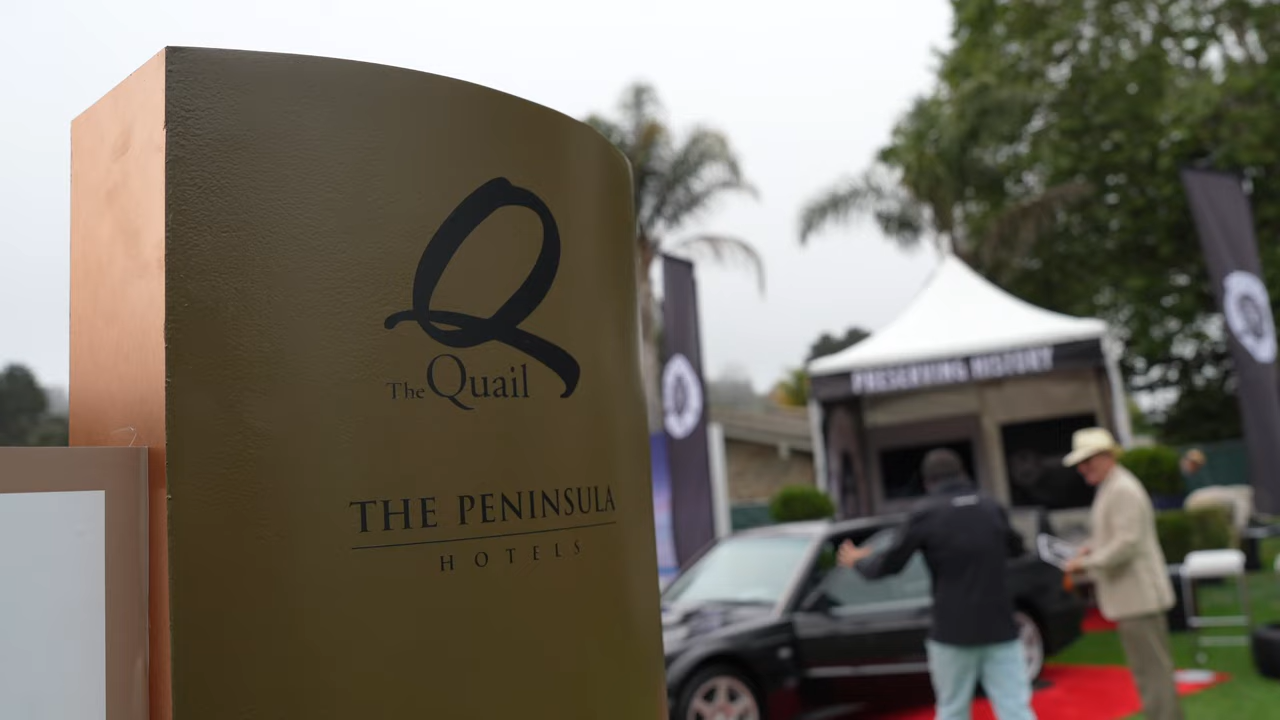 Q
The Quail
THE PENINSULA
HOTELS
PRESERVING HISTORY